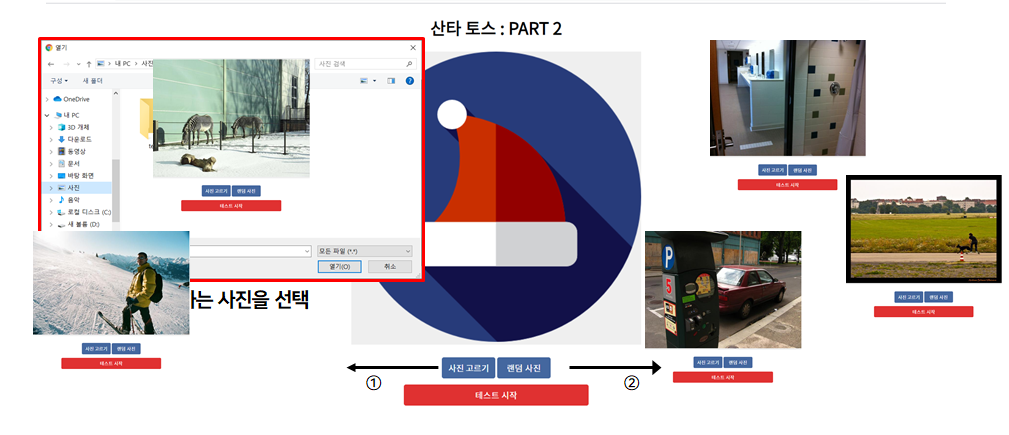 산타 토스 : PART 2
열기
내 PC
사진
사진 검색
구성
새 폴더
OneDrive
내 PC
3D 개체
다운로드
동영상
문서
바탕 화면
사진
음악
로컬 디스크 (C:)
새 볼륨 (D:)
사진 고르기 랜덤 사진
테스트 시작
모든 파일 (*.*)
열기(O) 취소
하는 사진을 선택
사진 고르기 랜덤 사진
테스트 시작
① 사진 고르기 랜덤 사진 ②
테스트 시작
사진 고르기 랜덤 사진
테스트 시작
사진 고르기 랜덤 사진
테스트 시작
P
5
사진 고르기 랜덤 사진
테스트 시작